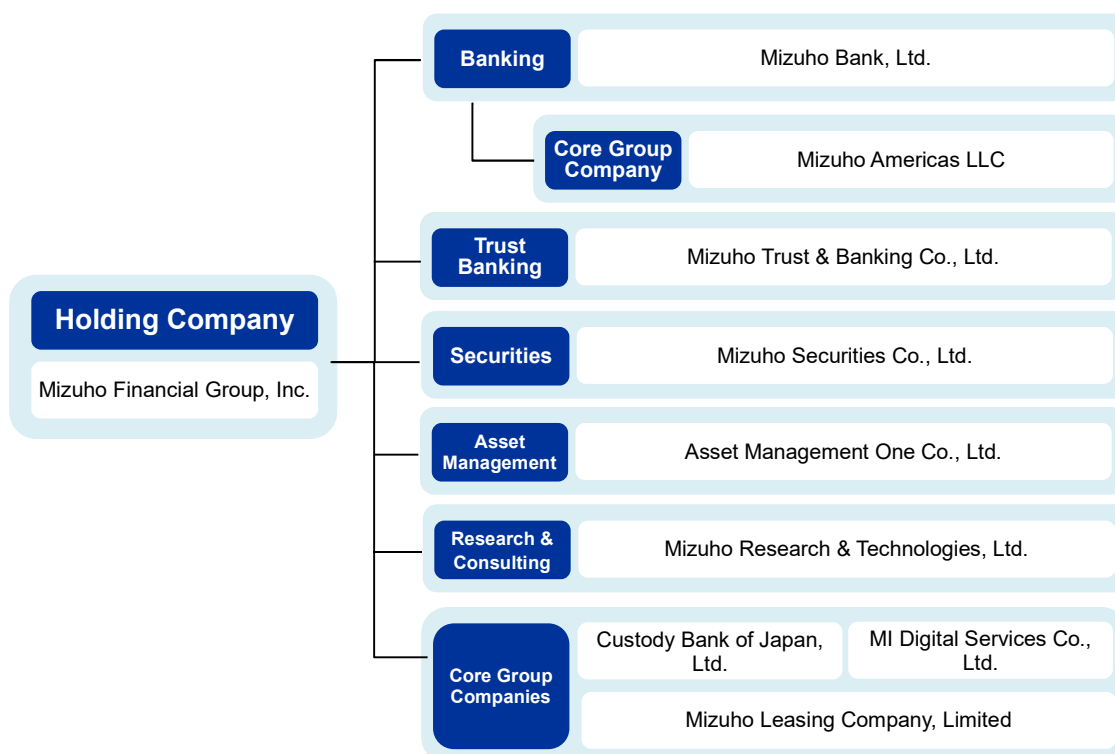 Banking
Mizuho Bank, Ltd.
Core Group
Company
Mizuho Americas LLC
Trust
Banking
Mizuho Trust & Banking Co., Ltd.
Holding Company
Mizuho Financial Group, Inc.
Securities
Mizuho Securities Co., Ltd.
Asset
Management
Asset Management One Co., Ltd.
Research &
Consulting
Mizuho Research & Technologies, Ltd.
Core Group
Companies
Custody Bank of Japan,
Ltd.
MI Digital Services Co.,
Ltd.
Mizuho Leasing Company, Limited